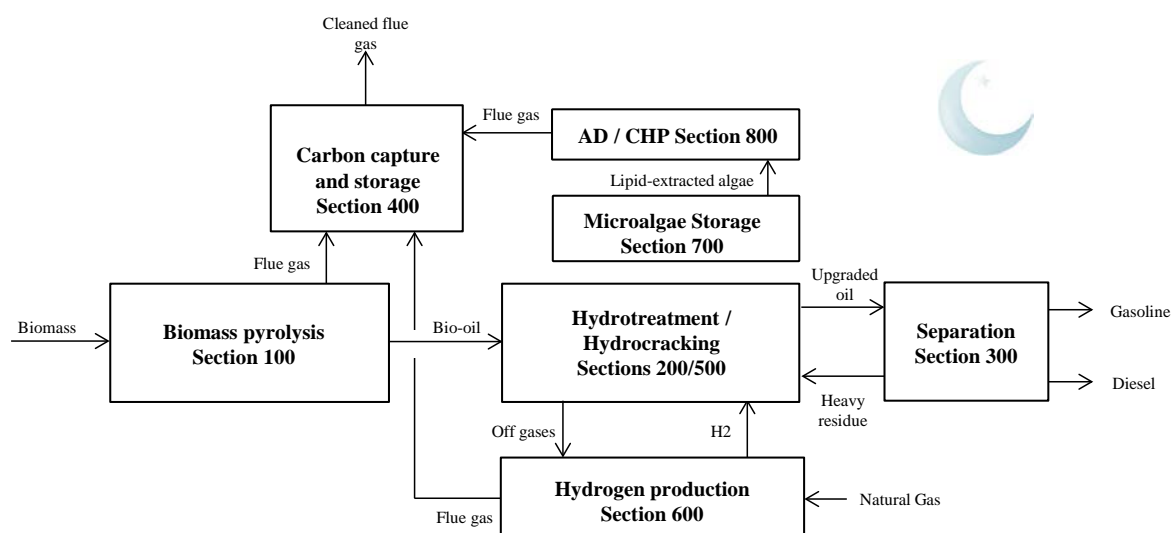 Cleaned flue
gas
Flue gas
AD / CHP Section 800
Carbon capture
and storage
Section 400
Lipid-extracted algae
Microalgae Storage
Section 700
Flue gas
Upgraded
oil
Biomass
Biomass pyrolysis
Section 100
Bio-oil
Hydrotreatment /
Hydrocracking
Sections 200/500
Separation
Section 300
Gasoline
Diesel
Heavy
residue
Off gases
H2
Hydrogen production
Section 600
Flue gas
Natural Gas